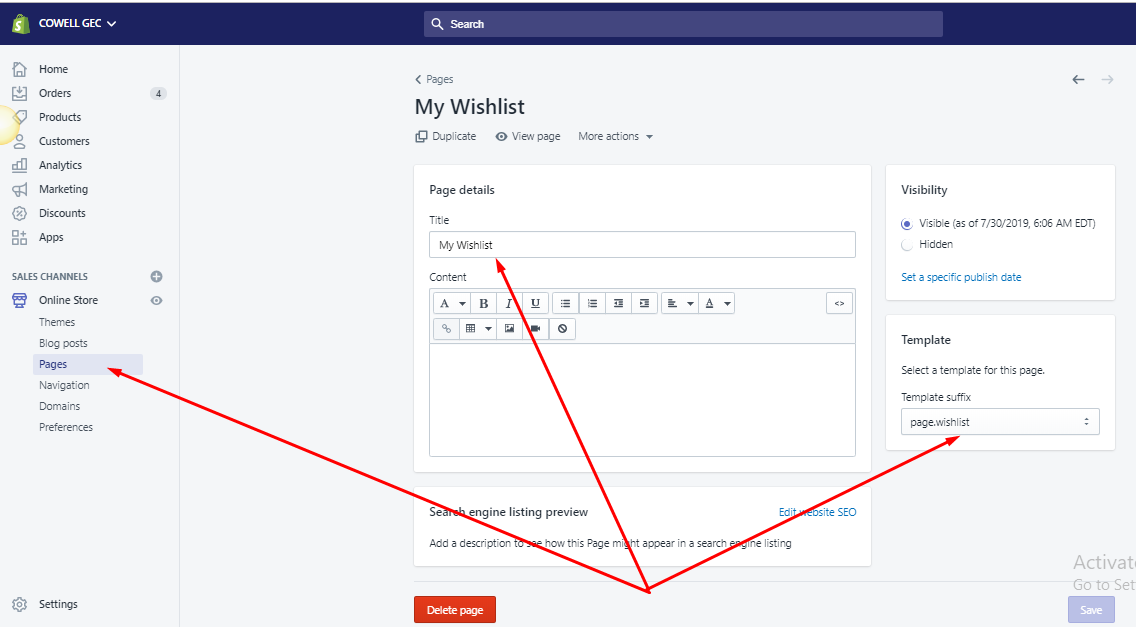 COWELL GEC
Search
Home
Orders 4
Products
Customers
Analytics
Marketing
Discounts
Apps
SALES CHANNELS
Online Store
Themes
Blog posts
Pages
Navigation
Domains
Preferences
Settings
Pages
My Wishlist
Duplicate View page More actions
Page details
Title
My Wishlist
Content
A B I U A <>
Search engine listing preview Edit website SEO
Add a description to see how this Page might appear in a search engine listing
Visibility
Visible (as of 7/30/2019, 6:06 AM EDT)
Hidden
Set a specific publish date
Template
Select a template for this page.
Template suffix
page.wishlist
Activat
Go to Set
Delete page Save